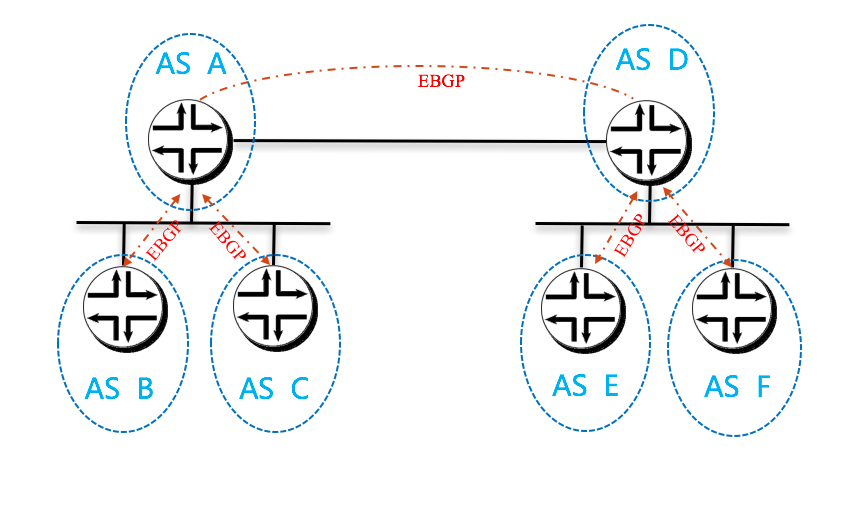 AS A
AS D
EBGP
EBGP
EBGP
EBGP
EBGP
AS B
AS C
AS E
AS F